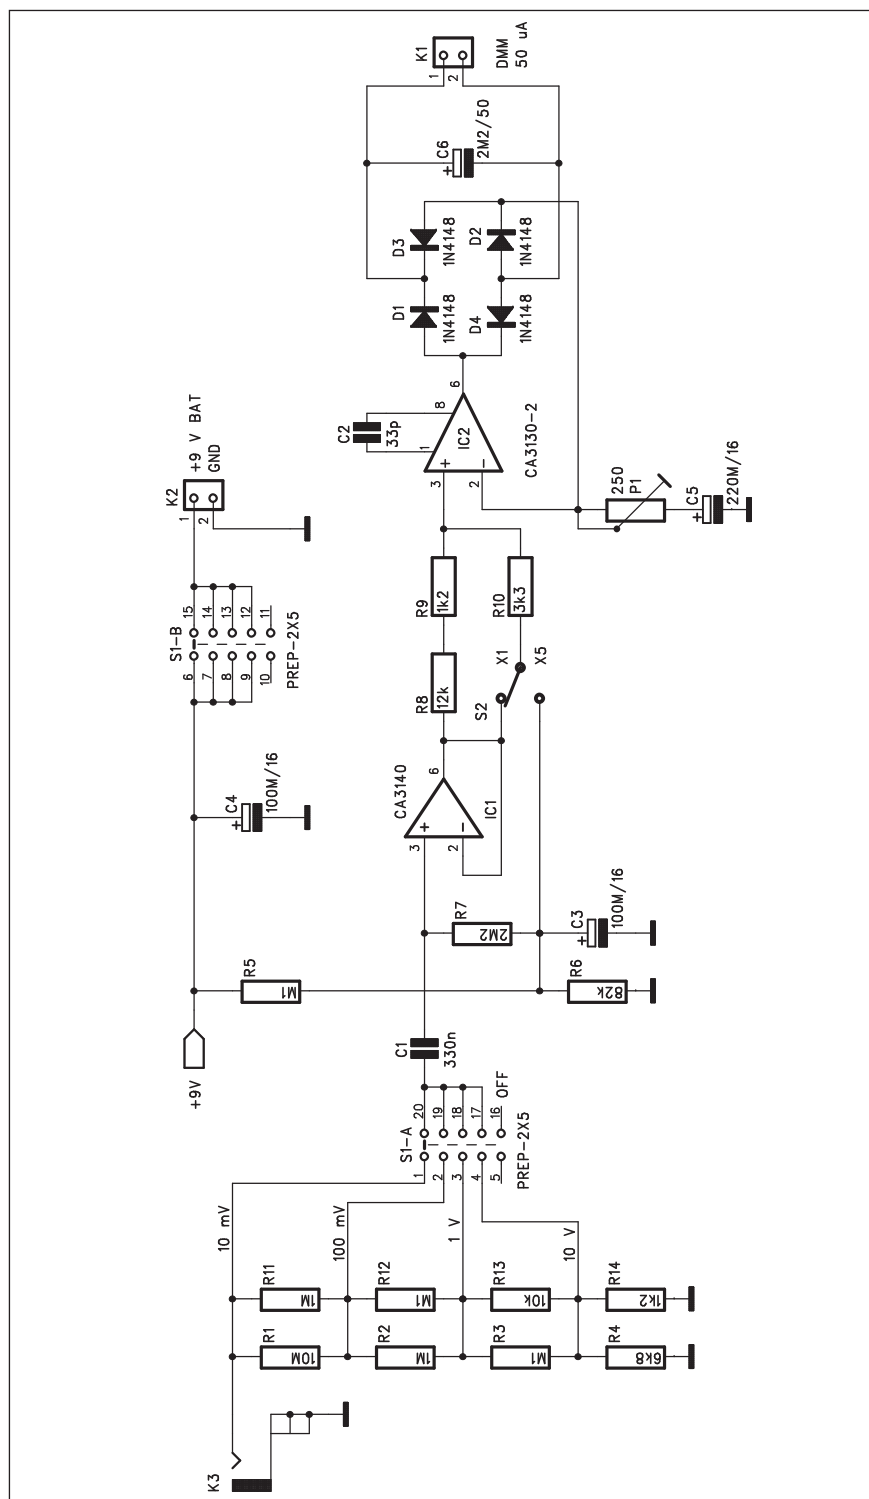 K3
R1
10M
R2
1M
R3
M1
R4
6k8
R11
1M
R12
M1
R13
10k
R14
1k2
10 mV
100 mV
1 V
10 V
S1-A
1
2
3
4
5
20
19
18
17
16
OFF
PREP-2X5
C1
330n
+9V
R5
M1
R6
82k
R7
2M2
+
C3
100M/16
+
C4
100M/16
CA3140
IC1
3
2
6
+
−
R8
12k
R9
1k2
R10
3k3
S2
X1
X5
S1-B
6
7
8
9
10
15
14
13
12
11
PREP-2X5
K2
1
2
+9 V BAT
GND
C2
33p
1
8
3
2
6
+
−
IC2
CA3130-2
250
P1
+
C5
220M/16
D1
1N4148
D3
1N4148
D4
1N4148
D2
1N4148
+
C6
2M2/50
K1
1
2
DMM
50 uA